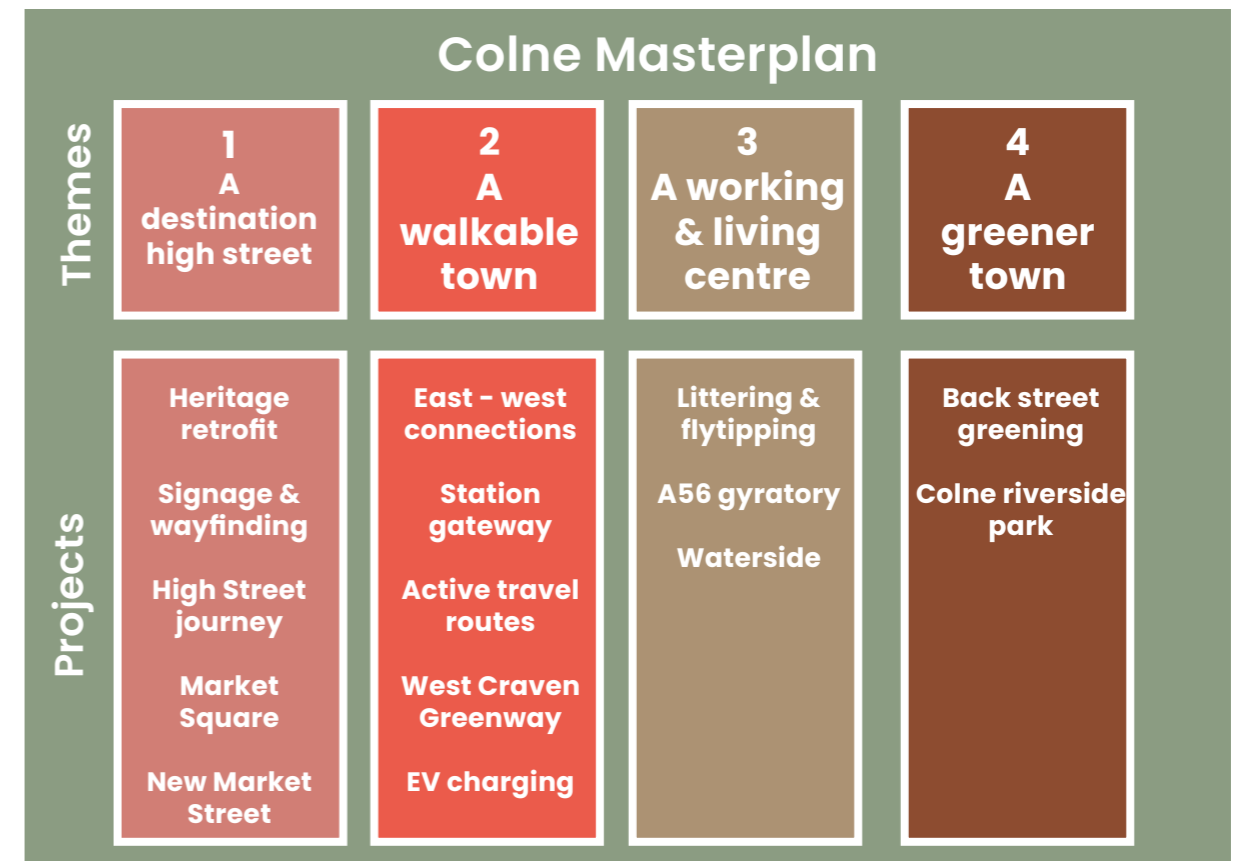 Colne Masterplan
Themes
1
A
destination
high street
2
A
walkable
town
3
A working
& living
centre
4
A
greener
town
Projects
Heritage
retrofit
Signage &
wayfinding
High Street
journey
Market
Square
New Market
Street
East - west
connections
Station
gateway
Active travel
routes
West Craven
Greenway
EV charging
Littering &
flytipping
A56 gyratory
Waterside
Back street
greening
Colne riverside
park